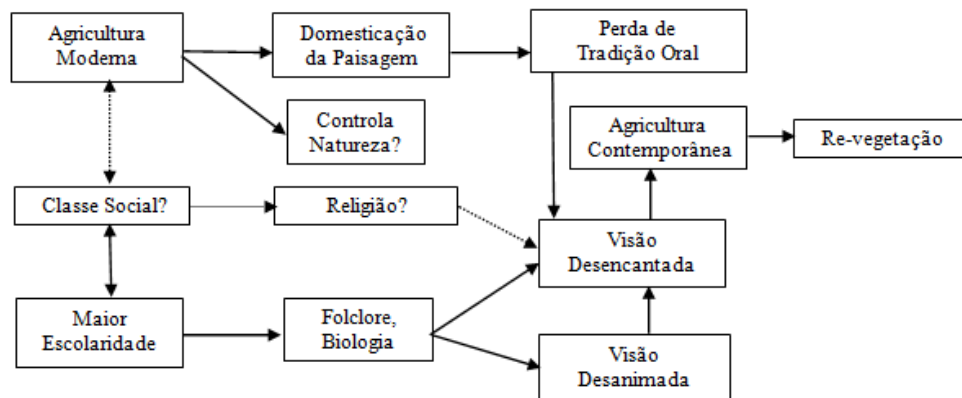 Agricultura
Moderna
Domesticação
da Paisagem
Perda de
Tradição Oral
Controla
Natureza?
Agricultura
Contemporânea
Re-vegetação
Classe Social?
Religião?
Visão
Desencantada
Maior
Escolaridade
Folclore,
Biologia
Visão
Desanimada